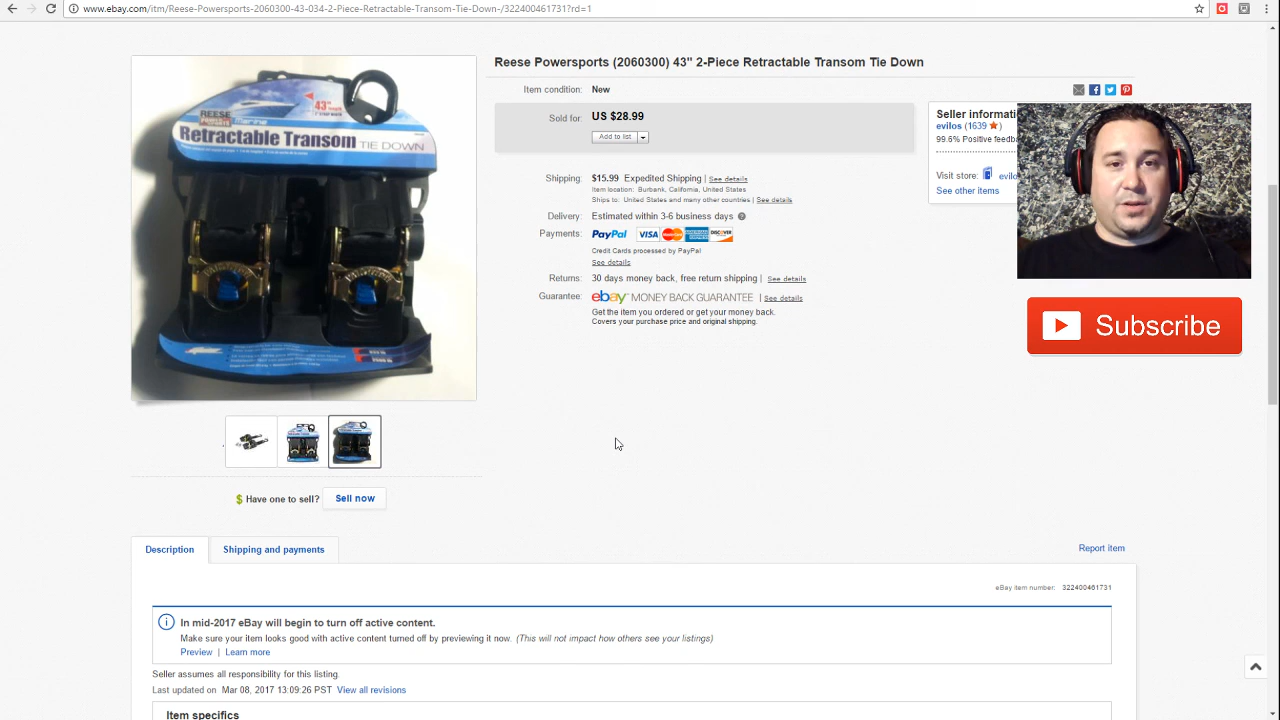 www.ebay.com/itm/Reese-Powersports-2060300-43-034-2-Piece-Retractable-Transom-Tie-Down-/322400461731?rd=1
Reese Powersports (2060300) 43" 2-Piece Retractable Transom Tie Down
Item condition: New
Sold for: US $28.99
Add to list
Shipping: $15.99 Expedited Shipping | See details
Item location: Burbank, California, United States
Ships to: United States and many other countries | See details
Delivery: Estimated within 3-6 business days
Payments: PayPal VISA MasterCard AMERICAN EXPRESS DISCOVER
Credit Cards processed by PayPal
See details
Returns: 30 days money back, free return shipping | See details
Guarantee: ebay MONEY BACK GUARANTEE | See details
Get the item you ordered or get your money back.
Covers your purchase price and original shipping.
Seller informati
evilos (1639
99.6% Positive feedb
Visit store: evilo
See other items
Subscribe
43"
REESE
marine
Retractable Transom TIE DOWN
$ Have one to sell? Sell now
Description
Shipping and payments
Report item
eBay item number: 322400461731
In mid-2017 eBay will begin to turn off active content.
Make sure your item looks good with active content turned off by previewing it now. (This will not impact how others see your listings)
Preview | Learn more
Seller assumes all responsibility for this listing.
Last updated on Mar 08, 2017 13:09:26 PST View all revisions
Item specifics